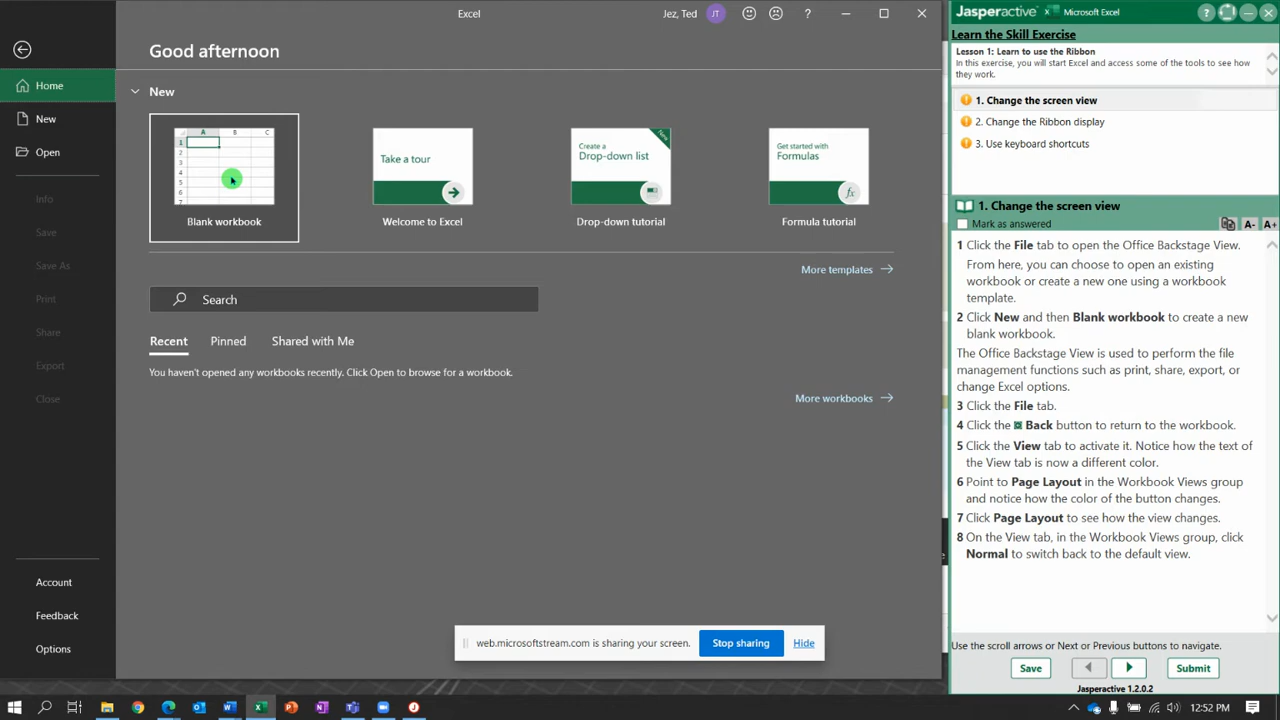 Excel
Jez, Ted JT
?
Good afternoon
Home
New
Open
Info
Save
Save As
Print
Share
Export
Close
Account
Feedback
Options
New
A B C
1
2
3
4
5
6
7
Blank workbook
Take a tour
Welcome to Excel
Create a
Drop-down list
New
Drop-down tutorial
Get started with
Formulas
fx
Formula tutorial
More templates
Search
Recent Pinned Shared with Me
You haven't opened any workbooks recently. Click Open to browse for a workbook.
More workbooks
web.microsoftstream.com is sharing your screen. Stop sharing Hide
Jasperactive Microsoft Excel ?
Learn the Skill Exercise
Lesson 1: Learn to use the Ribbon
In this exercise, you will start Excel and access some of the tools to see how
they work.
1. Change the screen view
2. Change the Ribbon display
3. Use keyboard shortcuts
1. Change the screen view
Mark as answered A- A+
1 Click the File tab to open the Office Backstage View.
From here, you can choose to open an existing
workbook or create a new one using a workbook
template.
2 Click New and then Blank workbook to create a new
blank workbook.
The Office Backstage View is used to perform the file
management functions such as print, share, export, or
change Excel options.
3 Click the File tab.
4 Click the Back button to return to the workbook.
5 Click the View tab to activate it. Notice how the text of
the View tab is now a different color.
6 Point to Page Layout in the Workbook Views group
and notice how the color of the button changes.
7 Click Page Layout to see how the view changes.
8 On the View tab, in the Workbook Views group, click
Normal to switch back to the default view.
Use the scroll arrows or Next or Previous buttons to navigate.
Save Submit
Jasperactive 1.2.0.2
12:52 PM